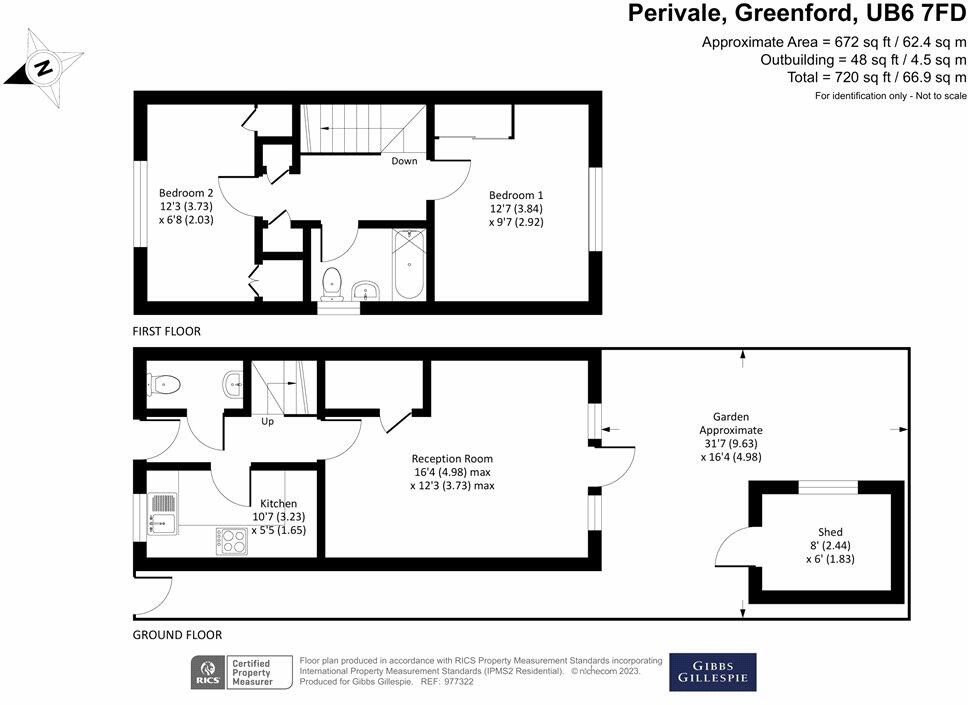 Perivale, Greenford, UB6 7FD
Approximate Area = 672 sq ft / 62.4 sq m
Outbuilding = 48 sq ft / 4.5 sq m
Total = 720 sq ft / 66.9 sq m
For identification only - Not to scale
N
Down
Bedroom 2
12'3 (3.73)
x 6'8 (2.03)
Bedroom 1
12'7 (3.84)
x 9'7 (2.92)
FIRST FLOOR
Up
Garden
Approximate
31'7 (9.63)
x 16'4 (4.98)
Reception Room
16'4 (4.98) max
x 12'3 (3.73) max
Kitchen
10'7 (3.23)
x 5'5 (1.65)
Shed
8' (2.44)
x 6' (1.83)
GROUND FLOOR
RICS
Certified
Property
Measurer
Floor plan produced in accordance with RICS Property Measurement Standards incorporating
International Property Measurement Standards (IPMS2 Residential). © nichecom 2023.
Produced for Gibbs Gillespie. REF: 977322
GIBBS
GILLESPIE